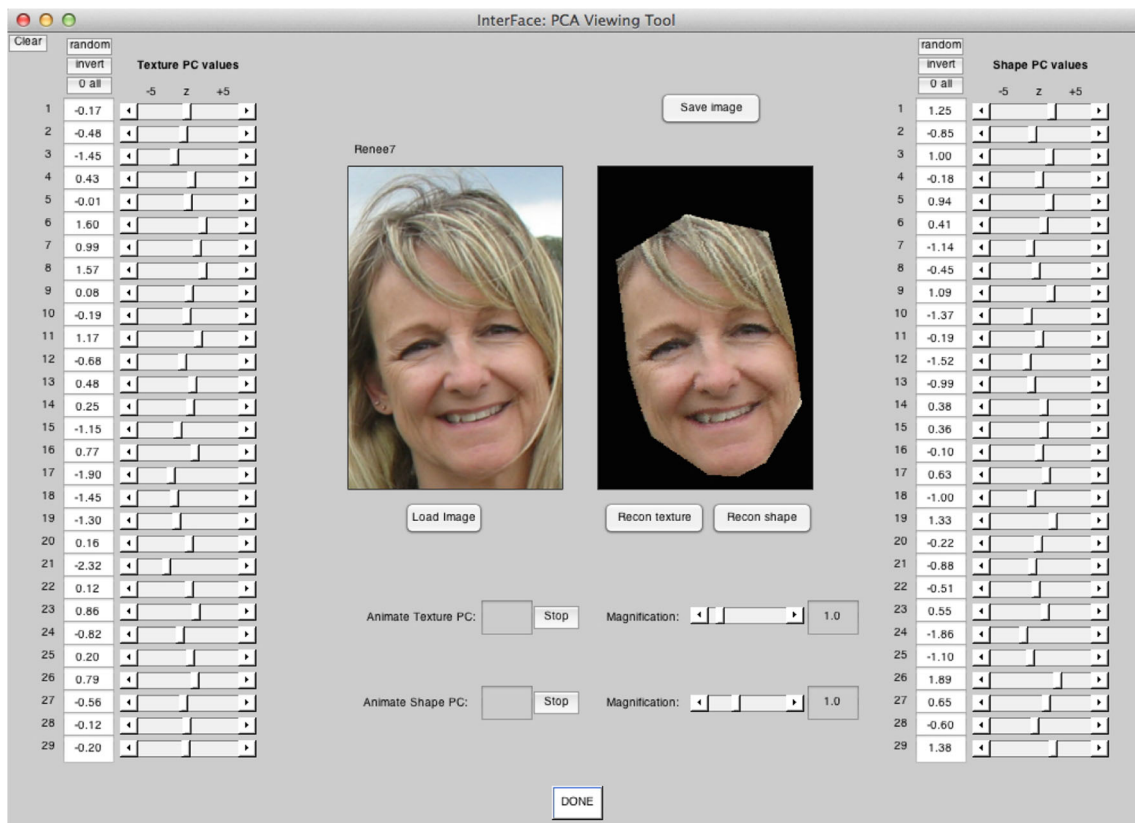 InterFace: PCA Viewing Tool
Clear
random
invert
0 all
Texture PC values
-5 z +5
1 -0.17
2 -0.48
3 -1.45
4 0.43
5 -0.01
6 1.60
7 0.99
8 1.57
9 0.08
10 -0.19
11 1.17
12 -0.68
13 0.48
14 0.25
15 -1.15
16 0.77
17 -1.90
18 -1.45
19 -1.30
20 0.16
21 -2.32
22 0.12
23 0.86
24 -0.82
25 0.20
26 0.79
27 -0.56
28 -0.12
29 -0.20
Save image
Renee7
Load Image
Recon texture
Recon shape
Animate Texture PC:
Stop
Magnification:
1.0
Animate Shape PC:
Stop
Magnification:
1.0
DONE
random
invert
0 all
Shape PC values
-5 z +5
1 1.25
2 -0.85
3 1.00
4 -0.18
5 0.94
6 0.41
7 -1.14
8 -0.45
9 1.09
10 -1.37
11 -0.19
12 -1.52
13 -0.99
14 0.38
15 0.36
16 -0.10
17 0.63
18 -1.00
19 1.33
20 -0.22
21 -0.88
22 -0.51
23 0.55
24 -1.86
25 -1.10
26 1.89
27 0.65
28 -0.60
29 1.38